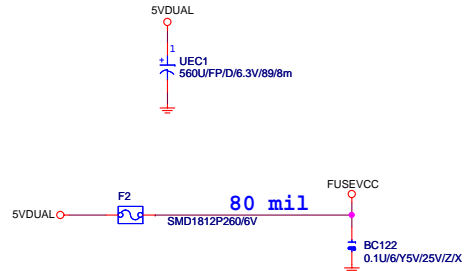 5VDUAL
1
+
UEC1
560U/FP/D/6.3V/89/8m
F2
80 mil
FUSEVCC
5VDUAL
SMD1812P260/6V
BC122
0.1U/6/Y5V/25V/Z/X